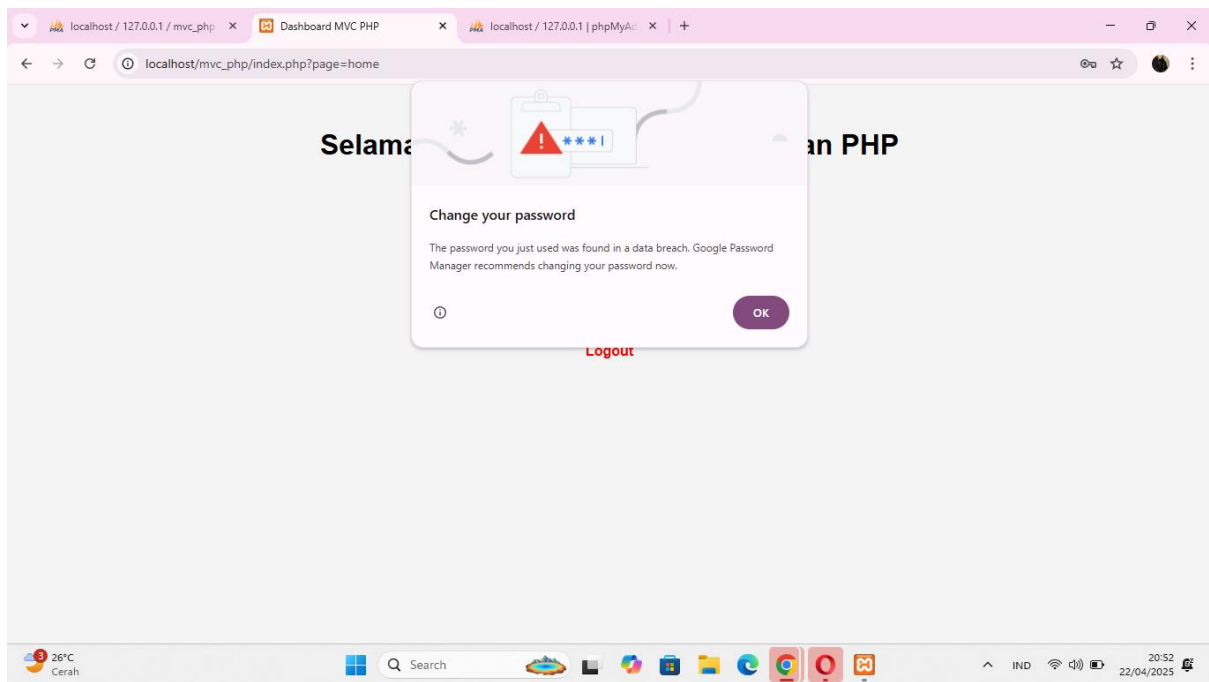 localhost / 127.0.0.1 / mvc_php
Dashboard MVC PHP
localhost / 127.0.0.1 | phpMyAd
localhost/mvc_php/index.php?page=home
Selama
an PHP
***
Change your password
The password you just used was found in a data breach. Google Password
Manager recommends changing your password now.
OK
Logout
3
26°C
Cerah
Search
IND
20:52
22/04/2025